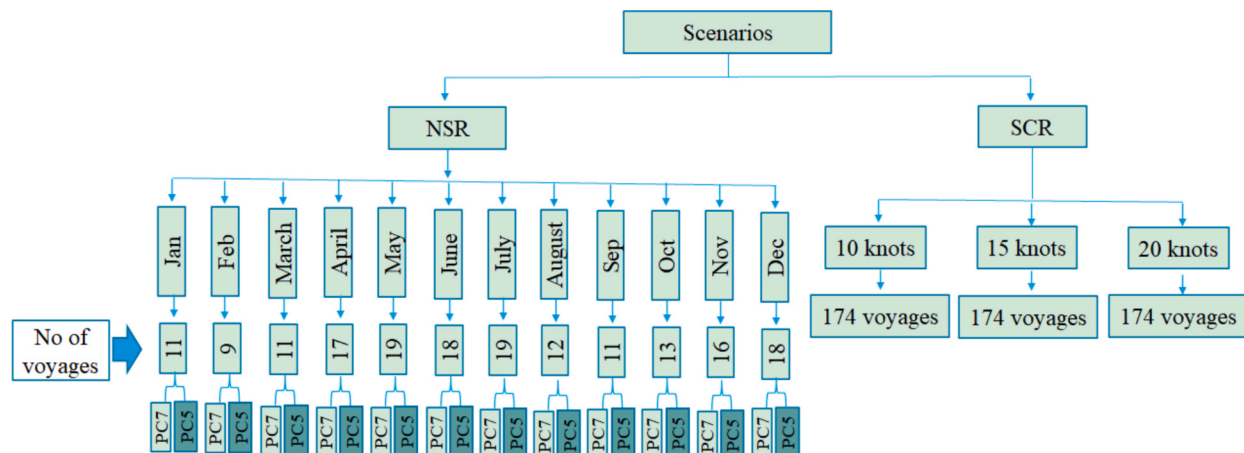 Scenarios
NSR
SCR
Jan
Feb
March
April
May
June
July
August
Sep
Oct
Nov
Dec
10 knots
15 knots
20 knots
174 voyages
174 voyages
174 voyages
No of
voyages
11
9
11
17
19
18
19
12
11
13
16
18
PC7
PC5
PC7
PC5
PC7
PC5
PC7
PC5
PC7
PC5
PC7
PC5
PC7
PC5
PC7
PC5
PC7
PC5
PC7
PC5
PC7
PC5
PC7
PC5